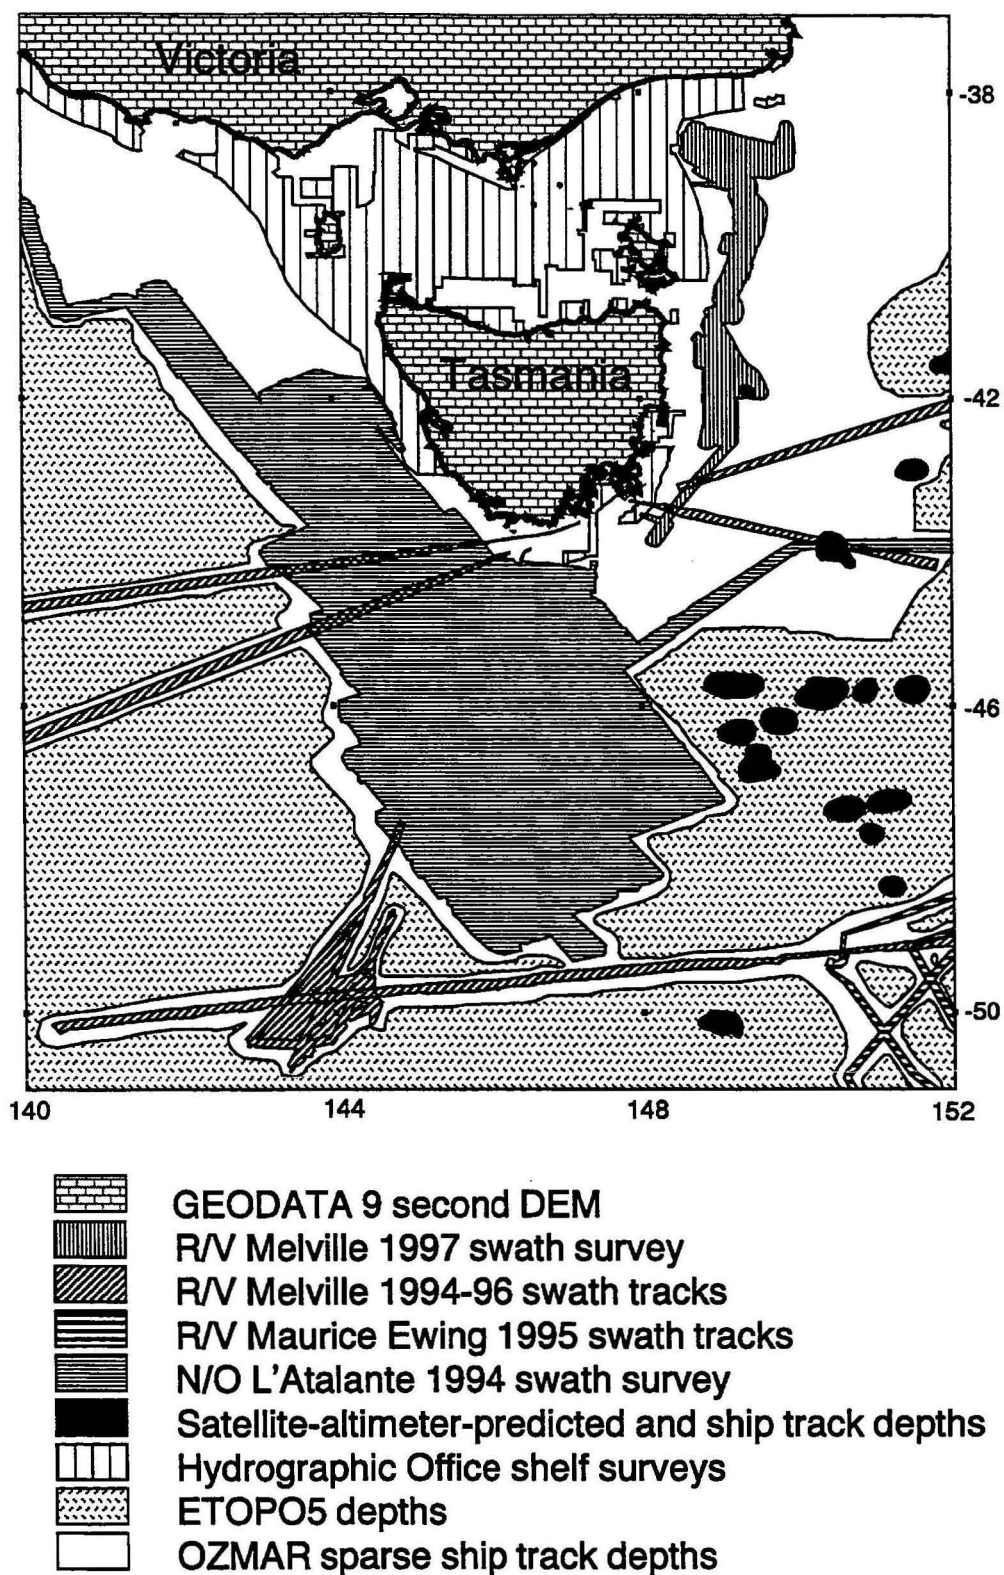 Victoria
-38
Tasmania
-42
-46
-50
140 144 148 152
GEODATA 9 second DEM
R/V Melville 1997 swath survey
R/V Melville 1994-96 swath tracks
R/V Maurice Ewing 1995 swath tracks
N/O L'Atalante 1994 swath survey
Satellite-altimeter-predicted and ship track depths
Hydrographic Office shelf surveys
ETOPO5 depths
OZMAR sparse ship track depths